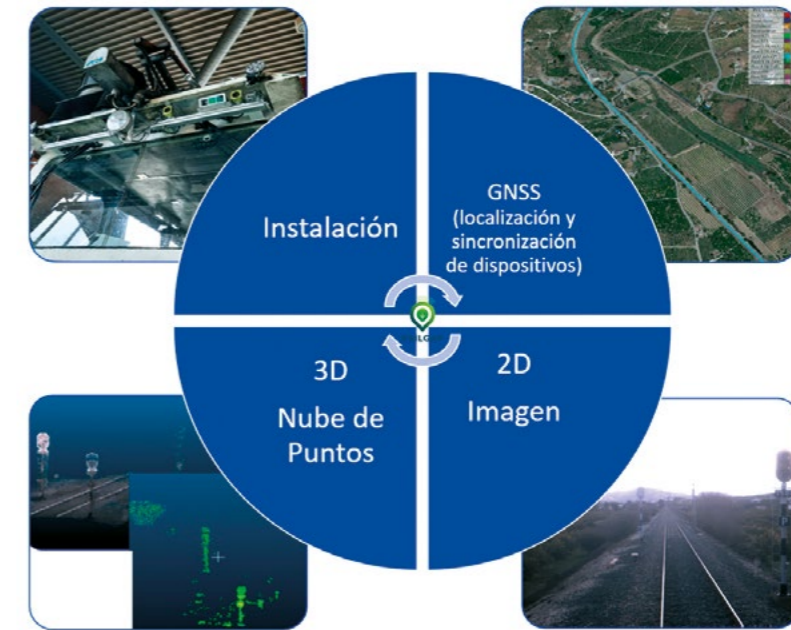 Instalación
GNSS
(localización y
sincronización
de dispositivos)
3D
Nube de
Puntos
2D
Imagen